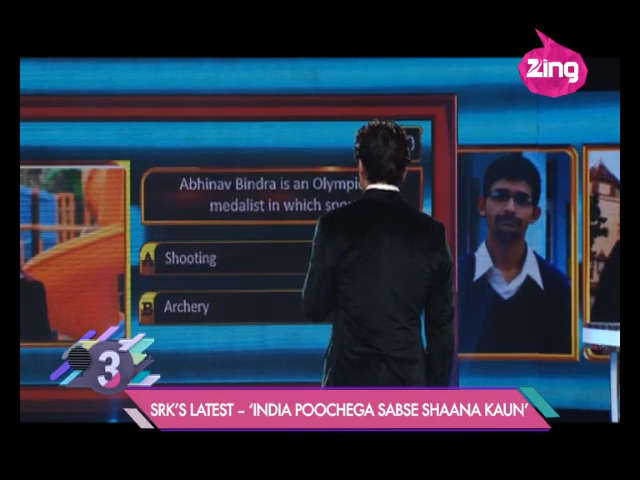 Zing
Abhinav Bindra is an Olympic
medalist in which
A Shooting
B Archery
3
SRK'S LATEST – 'INDIA POOCHEGA SABSE SHAANA KAUN'